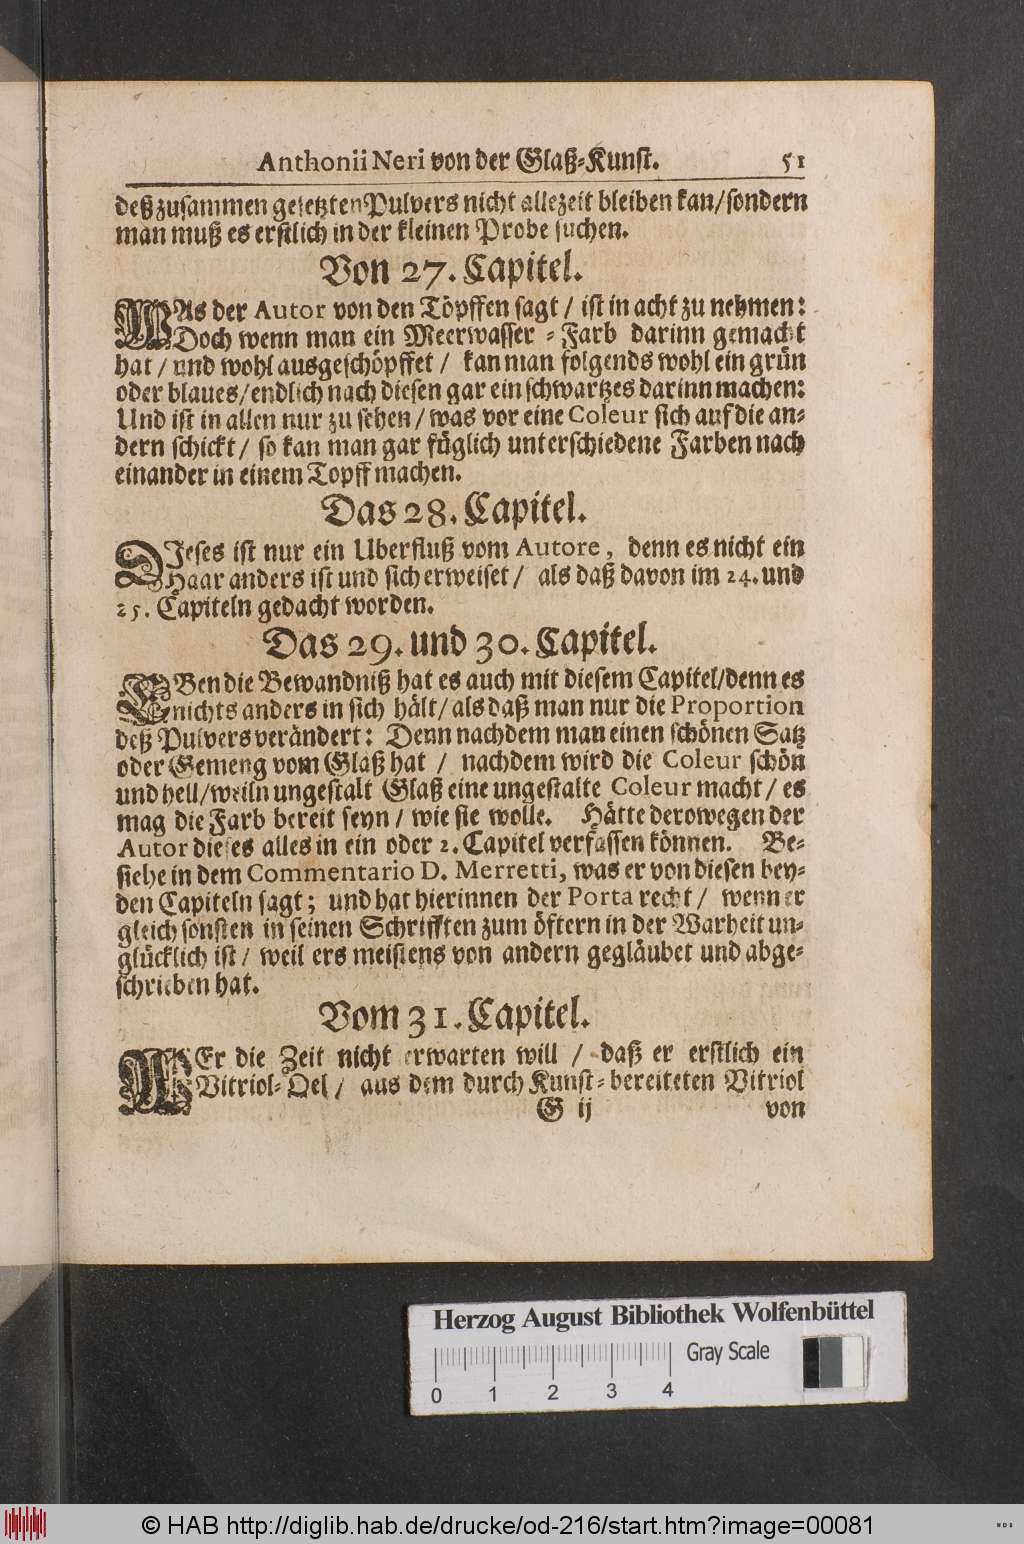 Anthonii Neri von der Glaß-Kunst. 51
deß zusammen gesetzten Pulvers nicht allezeit bleiben kan/sondern
man muß es erstlich in der kleinen Probe suchen.
Von 27. Capitel.
WAs der Autor von den Töpffen sagt / ist in acht zu nehmen:
Doch wenn man ein Meerwasser-Farb darinn gemacht
hat / und wohl ausgeschöpffet / kan man folgends wohl ein grün
oder blaues/endlich nach diesen gar ein schwartzes darinn machen:
Und ist in allen nur zu sehen / was vor eine Coleur sich auf die an-
dern schickt / so kan man gar füglich unterschiedene Farben nach
einander in einem Topff machen.
Das 28. Capitel.
DIeses ist nur ein Uberfluß vom Autore, denn es nicht ein
Haar anders ist und sich erweiset / als daß davon im 24. und
25. Capiteln gedacht worden.
Das 29. und 30. Capitel.
EBen die Bewandniß hat es auch mit diesem Capitel/denn es
nichts anders in sich hält/als daß man nur die Proportion
deß Pulvers verändert: Denn nachdem man einen schönen Satz
oder Gemeng vom Glaß hat / nachdem wird die Coleur schön
und hell/weiln ungestalt Glaß eine ungestalte Coleur macht / es
mag die Farb bereit seyn / wie sie wolle. Hätte derowegen der
Autor dieses alles in ein oder 2. Capitel verfassen können. Be-
siehe in dem Commentario D. Merretti, was er von diesen bey-
den Capiteln sagt; und hat hierinnen der Porta recht / wenn er
gleich sonsten in seinen Schrifften zum öftern in der Warheit un-
glücklich ist / weil ers meistens von andern gegläubet und abge-
schrieben hat.
Vom 31. Capitel.
WEr die Zeit nicht erwarten will / daß er erstlich ein
Vitriol-Oel / aus dem durch Kunst-bereiteten Vitriol
G ij von
Herzog August Bibliothek Wolfenbüttel
Gray Scale
0 1 2 3 4
© HAB http://diglib.hab.de/drucke/od-216/start.htm?image=00081